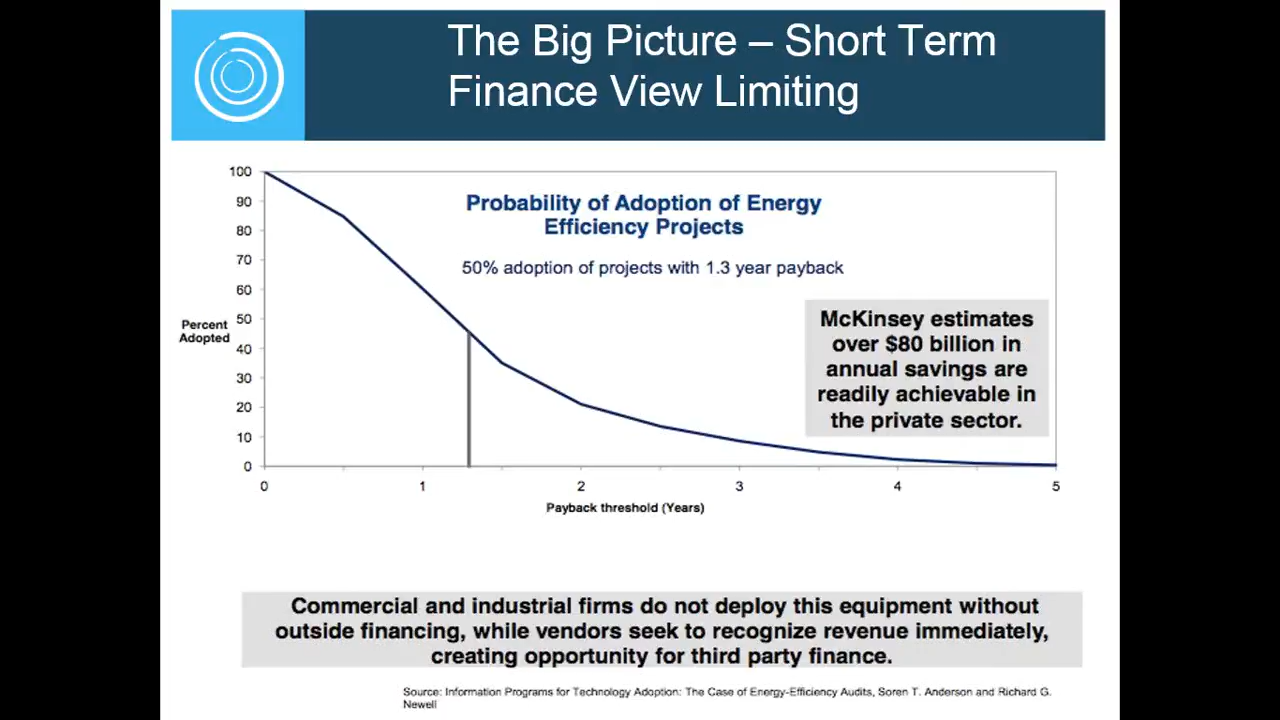 The Big Picture – Short Term
Finance View Limiting
Probability of Adoption of Energy
Efficiency Projects
50% adoption of projects with 1.3 year payback
McKinsey estimates
over $80 billion in
annual savings are
readily achievable in
the private sector.
Percent
Adopted
100
90
80
70
60
50
40
30
20
10
0
0
1
2
3
4
5
Payback threshold (Years)
Commercial and industrial firms do not deploy this equipment without
outside financing, while vendors seek to recognize revenue immediately,
creating opportunity for third party finance.
Source: Information Programs for Technology Adoption: The Case of Energy-Efficiency Audits, Soren T. Anderson and Richard G.
Newell